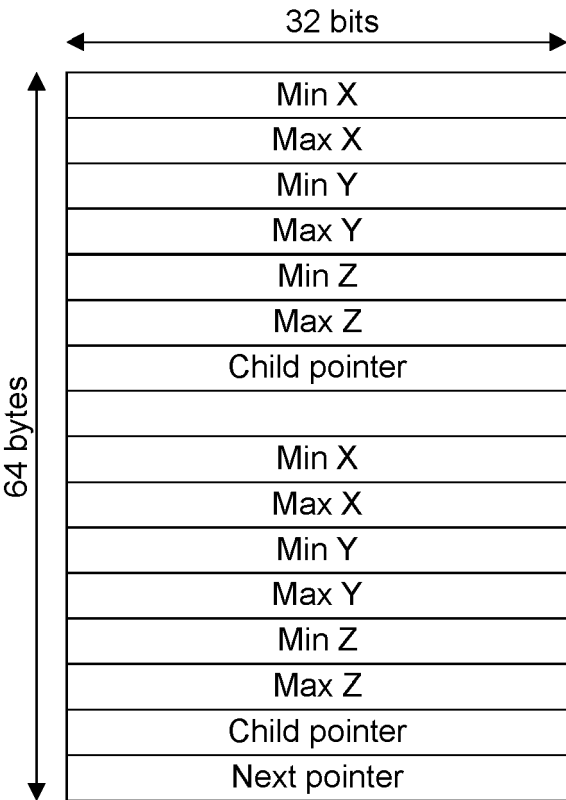 32 bits
64 bytes
Min X
Max X
Min Y
Max Y
Min Z
Max Z
Child pointer
Min X
Max X
Min Y
Max Y
Min Z
Max Z
Child pointer
Next pointer